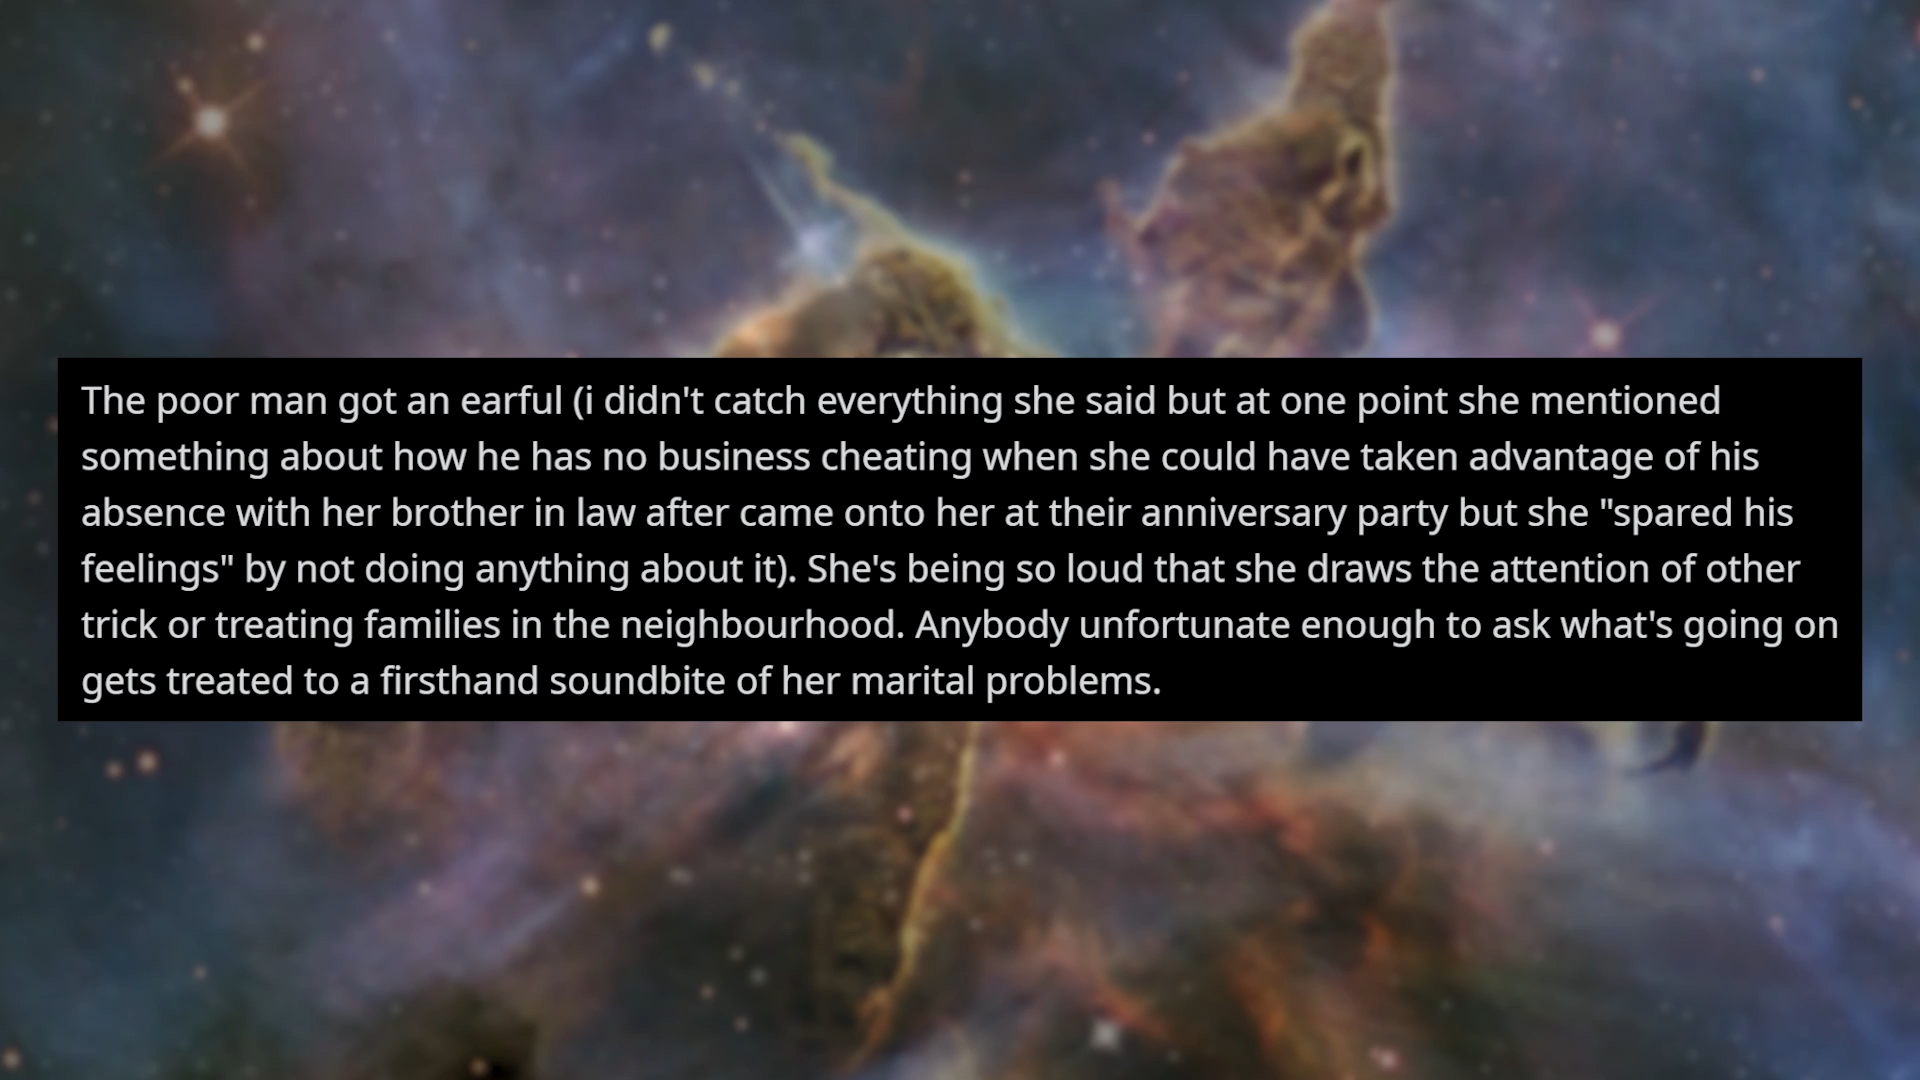 The poor man got an earful (i didn't catch everything she said but at one point she mentioned
something about how he has no business cheating when she could have taken advantage of his
absence with her brother in law after came onto her at their anniversary party but she "spared his
feelings" by not doing anything about it). She's being so loud that she draws the attention of other
trick or treating families in the neighbourhood. Anybody unfortunate enough to ask what's going on
gets treated to a firsthand soundbite of her marital problems.